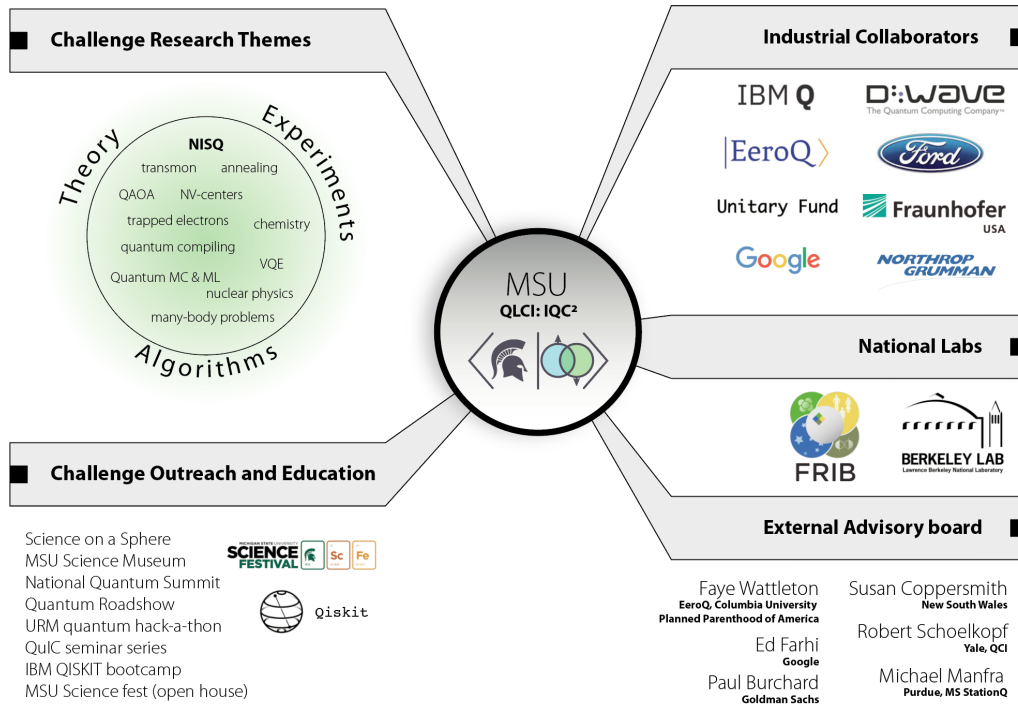 Challenge Research Themes
Theory
Experiments
Algorithms
NISQ
transmon annealing
QAOA NV-centers
trapped electrons
chemistry
quantum compiling
VQE
Quantum MC & ML
nuclear physics
many-body problems
Challenge Outreach and Education
Science on a Sphere
MSU Science Museum
National Quantum Summit
Quantum Roadshow
URM quantum hack-a-thon
QuIC seminar series
IBM QISKIT bootcamp
MSU Science fest (open house)
MICHIGAN STATE UNIVERSITY
SCIENCE
FESTIVAL
Sc
Fe
Qiskit
MSU
QLCI: IQC²
Industrial Collaborators
IBM Q
D:wave
The Quantum Computing Company™
|EeroQ⟩
Ford
Unitary Fund
Fraunhofer
USA
Google
NORTHROP
GRUMMAN
National Labs
FRIB
BERKELEY LAB
Lawrence Berkeley National Laboratory
External Advisory board
Faye Wattleton
EeroQ, Columbia University
Planned Parenthood of America
Ed Farhi
Google
Paul Burchard
Goldman Sachs
Susan Coppersmith
New South Wales
Robert Schoelkopf
Yale, QCI
Michael Manfra
Purdue, MS StationQ